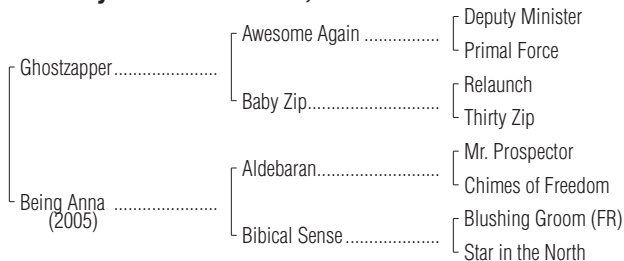 Deputy Minister
Awesome Again ..................
Primal Force
Ghostzapper.........................
Relaunch
Baby Zip................................
Thirty Zip
Mr. Prospector
Aldebaran..............................
Chimes of Freedom
Being Anna .........................
(2005)
Blushing Groom (FR)
Bibical Sense .......................
Star in the North